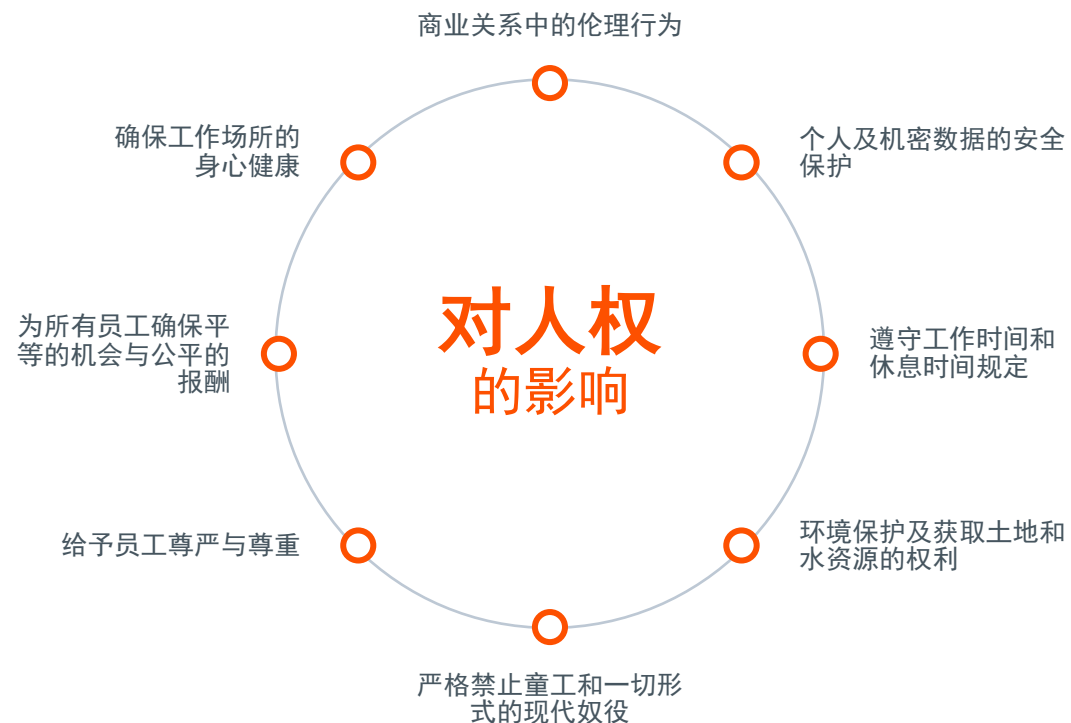 商业关系中的伦理行为
确保工作场所的
身心健康
个人及机密数据的安全
保护
对人权
的影响
为所有员工确保平
等的机会与公平的
报酬
遵守工作时间和
休息时间规定
给予员工尊严与尊重
环境保护及获取土地和
水资源的权利
严格禁止童工和一切形
式的现代奴役